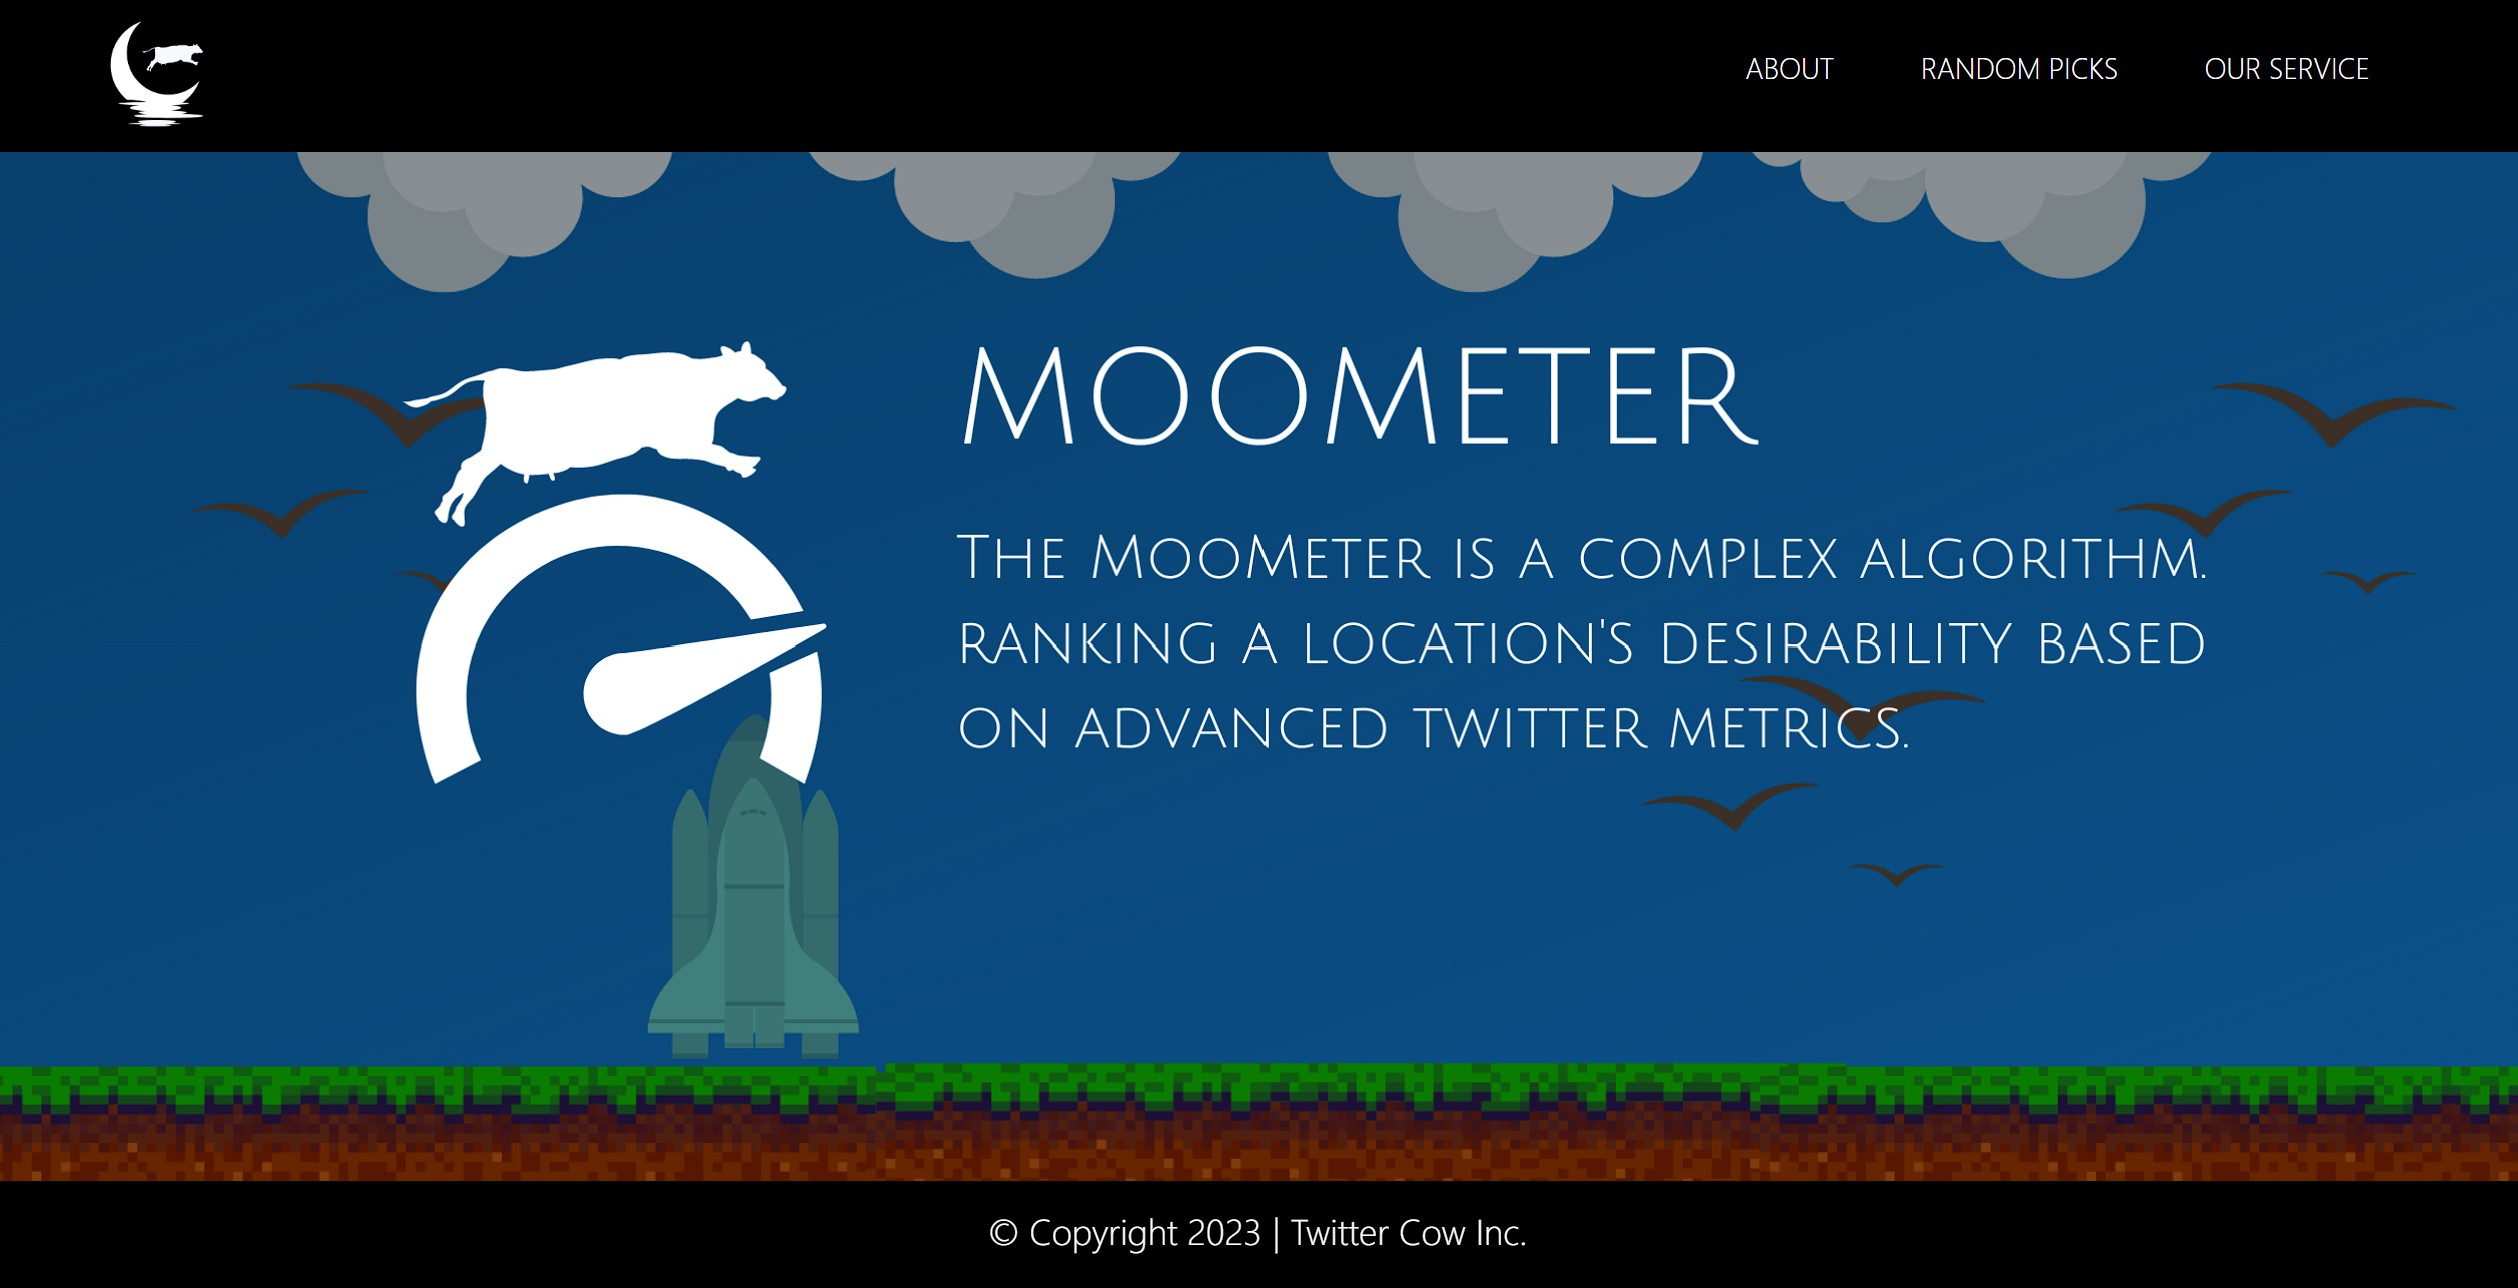 ABOUT RANDOM PICKS OUR SERVICE
MOOMETER
THE MOOMETER IS A COMPLEX ALGORITHM.
RANKING A LOCATION'S DESIRABILITY BASED
ON ADVANCED TWITTER METRICS.
© Copyright 2023 | Twitter Cow Inc.